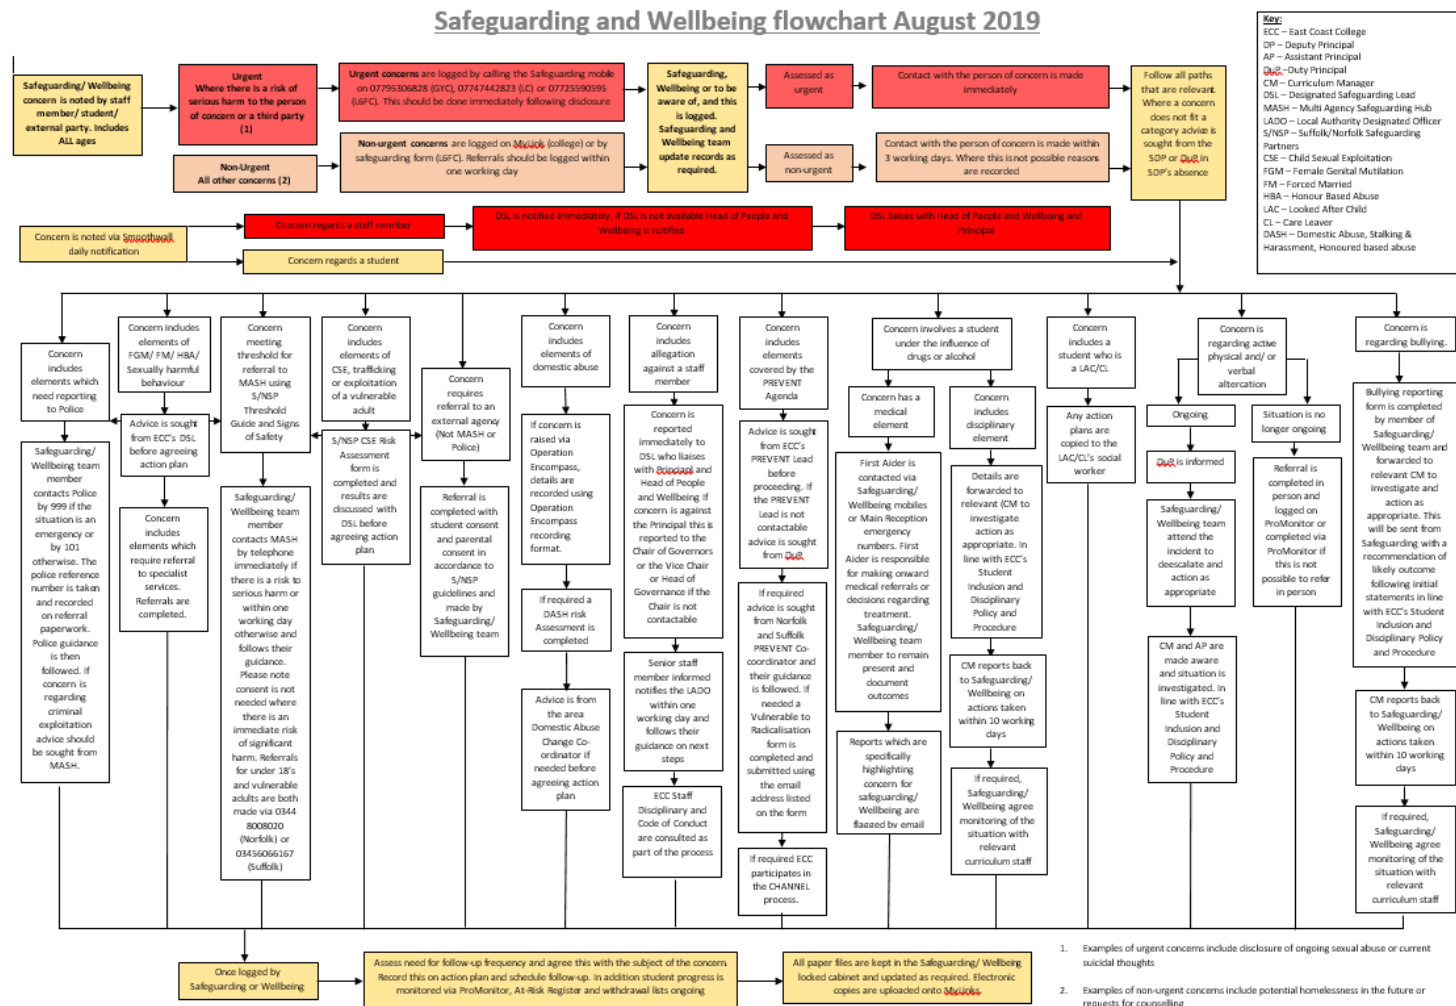 Safeguarding and Wellbeing flowchart August 2019
Key:
ECC – East Coast College
DP – Deputy Principal
AP – Assistant Principal
DuP –Duty Principal
CM – Curriculum Manager
DSL – Designated Safeguarding Lead
MASH – Multi Agency Safeguarding Hub
LADO – Local Authority Designated Officer
S/NSP – Suffolk/Norfolk Safeguarding
Partners
CSE – Child Sexual Exploitation
FGM – Female Genital Mutilation
FM – Forced Married
HBA – Honour Based Abuse
LAC – Looked After Child
CL – Care Leaver
DASH – Domestic Abuse, Stalking &
Harassment, Honoured based abuse
Safeguarding/ Wellbeing
concern is noted by staff
member/ student/
external party. Includes
ALL ages
Urgent
Where there is a risk of
serious harm to the person
of concern or a third party
(1)
Urgent concerns are logged by calling the Safeguarding mobile
on 07795306828 (GYC), 07747442823 (LC) or 07725590595
(L6FC). This should be done immediately following disclosure
Safeguarding,
Wellbeing or to be
aware of, and this
is logged.
Safeguarding and
Wellbeing team
update records as
required.
Assessed as
urgent
Contact with the person of concern is made
immediately
Follow all paths
that are relevant.
Where a concern
does not fit a
category advice is
sought from the
SDP or DuP in
SDP's absence
Non-Urgent
All other concerns (2)
Non-urgent concerns are logged on MyLink (college) or by
safeguarding form (L6FC). Referrals should be logged within
one working day
Assessed as
non-urgent
Contact with the person of concern is made within
3 working days. Where this is not possible reasons
are recorded
Concern is noted via Smoothwall
daily notification
Concern regards a staff member
DSL is notified immediately. If DSL is not available Head of People and
Wellbeing is notified
DSL liaises with Head of People and Wellbeing and
Principal
Concern regards a student
Concern
includes
elements which
need reporting
to Police
Safeguarding/
Wellbeing team
member
contacts Police
by 999 if the
situation is an
emergency or
by 101
otherwise. The
police reference
number is taken
and recorded
on referral
paperwork.
Police guidance
is then
followed. If
concern is
regarding
criminal
exploitation
advice should
be sought from
MASH.
Concern includes
elements of
FGM/ FM/ HBA/
Sexually harmful
behaviour
Advice is sought
from ECC's DSL
before agreeing
action plan
Concern
includes
elements which
require referral
to specialist
services.
Referrals are
completed.
Concern
meeting
threshold for
referral to
MASH using
S/NSP
Threshold
Guide and Signs
of Safety
Safeguarding/
Wellbeing team
member
contacts MASH
by telephone
immediately if
there is a risk to
serious harm or
within one
working day
otherwise and
follows their
guidance.
Please note
consent is not
needed where
there is an
immediate risk
of significant
harm. Referrals
for under 18's
and vulnerable
adults are both
made via 0344
8008020
(Norfolk) or
03456066167
(Suffolk)
Concern
includes
elements of
CSE, trafficking
or exploitation
of a vulnerable
adult
S/NSP CSE Risk
Assessment
form is
completed and
results are
discussed with
DSL before
agreeing action
plan
Concern
requires
referral to an
external agency
(Not MASH or
Police)
Referral is
completed with
student consent
and parental
consent in
accordance to
S/NSP
guidelines and
made by
Safeguarding/
Wellbeing team
Concern
includes
elements of
domestic abuse
If concern is
raised via
Operation
Encompass,
details are
recorded using
Operation
Encompass
recording
format.
If required a
DASH risk
Assessment is
completed
Advice is from
the area
Domestic Abuse
Change Co-
ordinator if
needed before
agreeing action
plan
Concern
includes
allegation
against a staff
member
Concern is
reported
immediately to
DSL who liaises
with Principapl and
Head of People
and Wellbeing If
concern is against
the Principal this is
reported to the
Chair of Governors
or the Vice Chair
or Head of
Governance if the
Chair is not
contactable
Senior staff
member informed
notifies the LADO
within one
working day and
follows their
guidance on next
steps
ECC Staff
Disciplinary and
Code of Conduct
are consulted as
part of the process
Concern
includes
elements
covered by the
PREVENT
Agenda
Advice is sought
from ECC's
PREVENT Lead
before
proceeding. If
the PREVENT
Lead is not
contactable
advice is sought
from DuP
If required
advice is sought
from Norfolk
and Suffolk
PREVENT Co-
coordinator and
their guidance
is followed. If
needed a
Vulnerable to
Radicalisation
form is
completed and
submitted using
the email
address listed
on the form
If required ECC
participates in
the CHANNEL
process.
Concern involves a student
under the influence of
drugs or alcohol
Concern has a
medical
element
First Aider is
contacted via
Safeguarding/
Wellbeing mobiles
or Main Reception
emergency
numbers. First
Aider is responsible
for making onward
medical referrals or
decisions regarding
treatment.
Safeguarding/
Wellbeing team
member to remain
present and
document
outcomes
Reports which are
specifically
highlighting
concern for
safeguarding/
Wellbeing are
flagged by email
Concern
includes
disciplinary
element
Details are
forwarded to
relevant (CM to
investigate
action as
appropriate. In
line with ECC's
Student
Inclusion and
Disciplinary
Policy and
Procedure
CM reports back
to Safeguarding/
Wellbeing on
actions taken
within 10 working
days
If required,
Safeguarding/
Wellbeing agree
monitoring of the
situation with
relevant
curriculum staff
Concern
includes a
student who is
a LAC/CL
Any action
plans are
copied to the
LAC/CL's social
worker
Concern is
regarding active
physical and/ or
verbal
altercation
Ongoing
DuP is informed
Safeguarding/
Wellbeing team
attend the
incident to
deescalate and
action as
appropriate
CM and AP are
made aware
and situation is
investigated. In
line with ECC's
Student
Inclusion and
Disciplinary
Policy and
Procedure
Situation is no
longer ongoing
Referral is
completed in
person and
logged on
ProMonitor or
completed via
ProMonitor if
this is not
possible to refer
in person
Concern is
regarding bullying.
Bullying reporting
form is completed
by member of
Safeguarding/
Wellbeing team and
forwarded to
relevant CM to
investigate and
action as
appropriate. This
will be sent from
Safeguarding with a
recommendation of
likely outcome
following initial
statements in line
with ECC's Student
Inclusion and
Disciplinary Policy
and Procedure
CM reports back
to Safeguarding/
Wellbeing on
actions taken
within 10 working
days
If required,
Safeguarding/
Wellbeing agree
monitoring of the
situation with
relevant
curriculum staff
Once logged by
Safeguarding or Wellbeing
Assess need for follow-up frequency and agree this with the subject of the concern.
Record this on action plan and schedule follow-up. In addition student progress is
monitored via ProMonitor, At-Risk Register and withdrawal lists ongoing
All paper files are kept in the Safeguarding/ Wellbeing
locked cabinet and updated as required. Electronic
copies are uploaded onto MyLinks.
1. Examples of urgent concerns include disclosure of ongoing sexual abuse or current
suicidal thoughts
2. Examples of non-urgent concerns include potential homelessness in the future or
requests for counselling